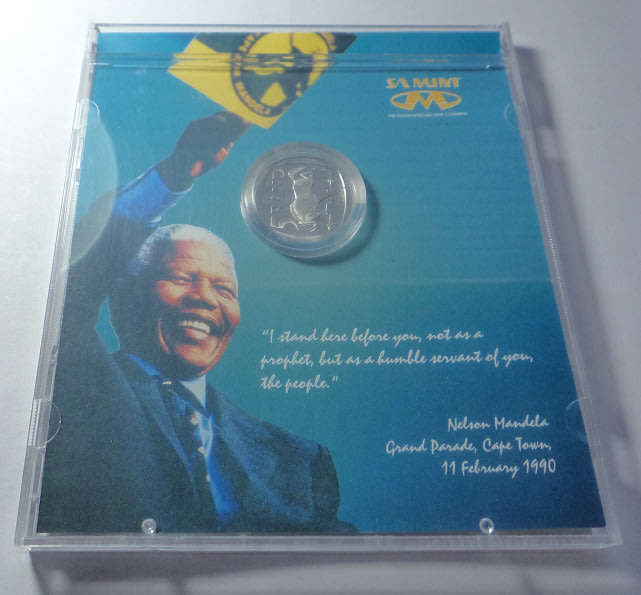 SA MINT
"I stand here before you, not as a
prophet, but as a humble servant of you,
the people."
Nelson Mandela
Grand Parade, Cape Town,
11 February 1990